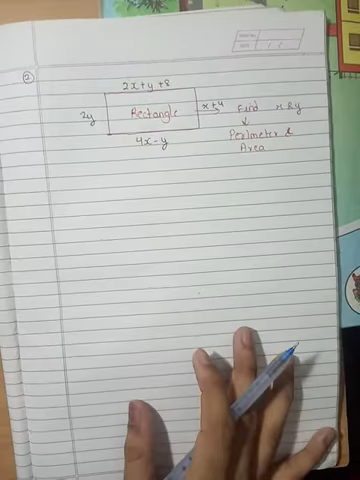 ②
2x+y+8
2y Rectangle x+4 Find x & y
4x-y Perimeter &
Area